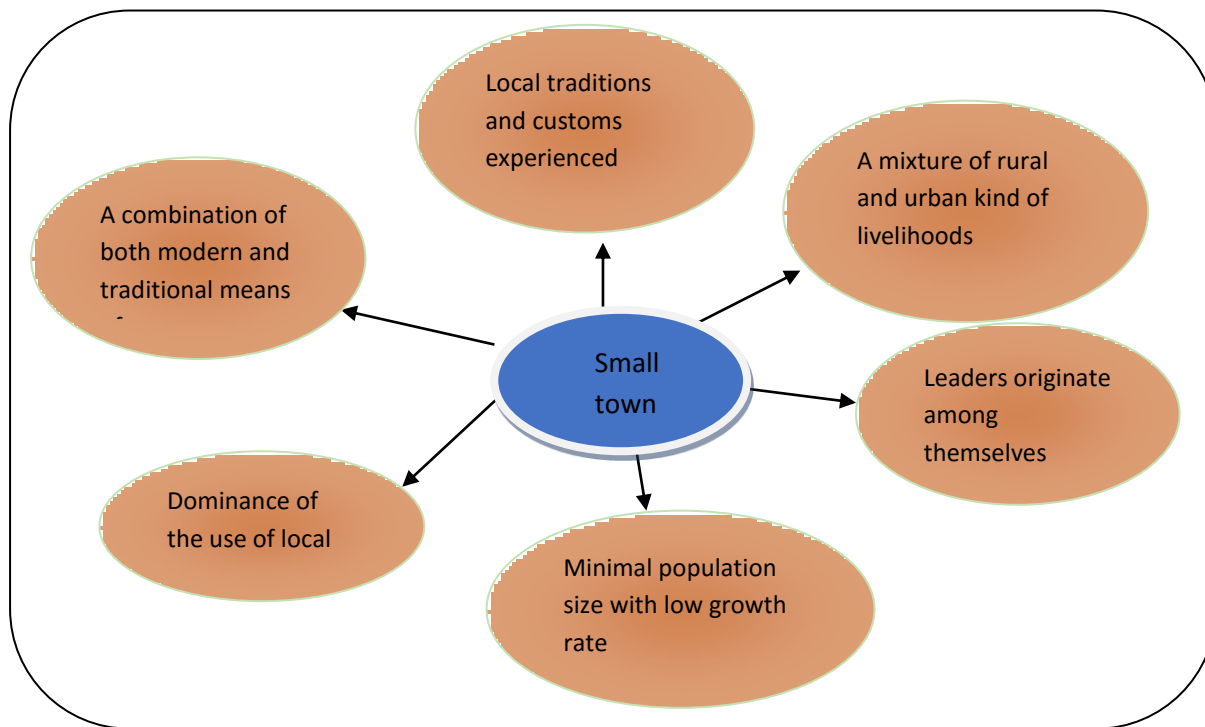 Local traditions
and customs
experienced
A mixture of rural
and urban kind of
livelihoods
A combination of
both modern and
traditional means
Small
town
Leaders originate
among
themselves
Dominance of
the use of local
Minimal population
size with low growth
rate